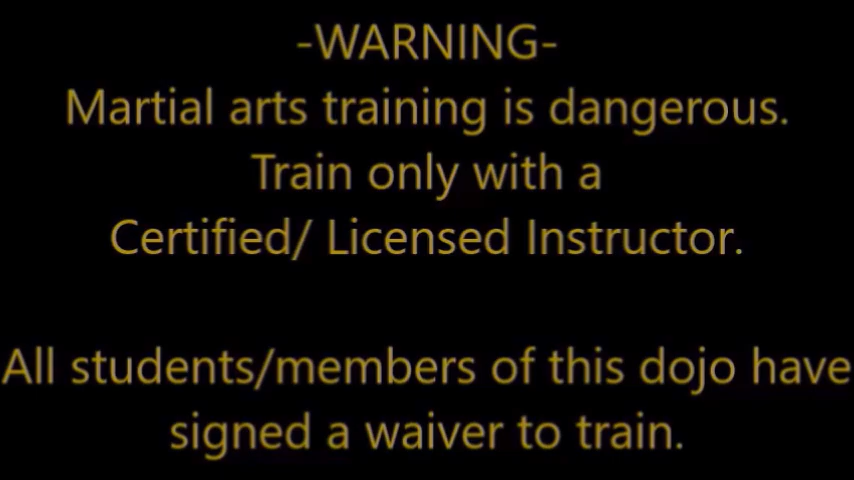 -WARNING-
Martial arts training is dangerous.
Train only with a
Certified/ Licensed Instructor.
All students/members of this dojo have
signed a waiver to train.